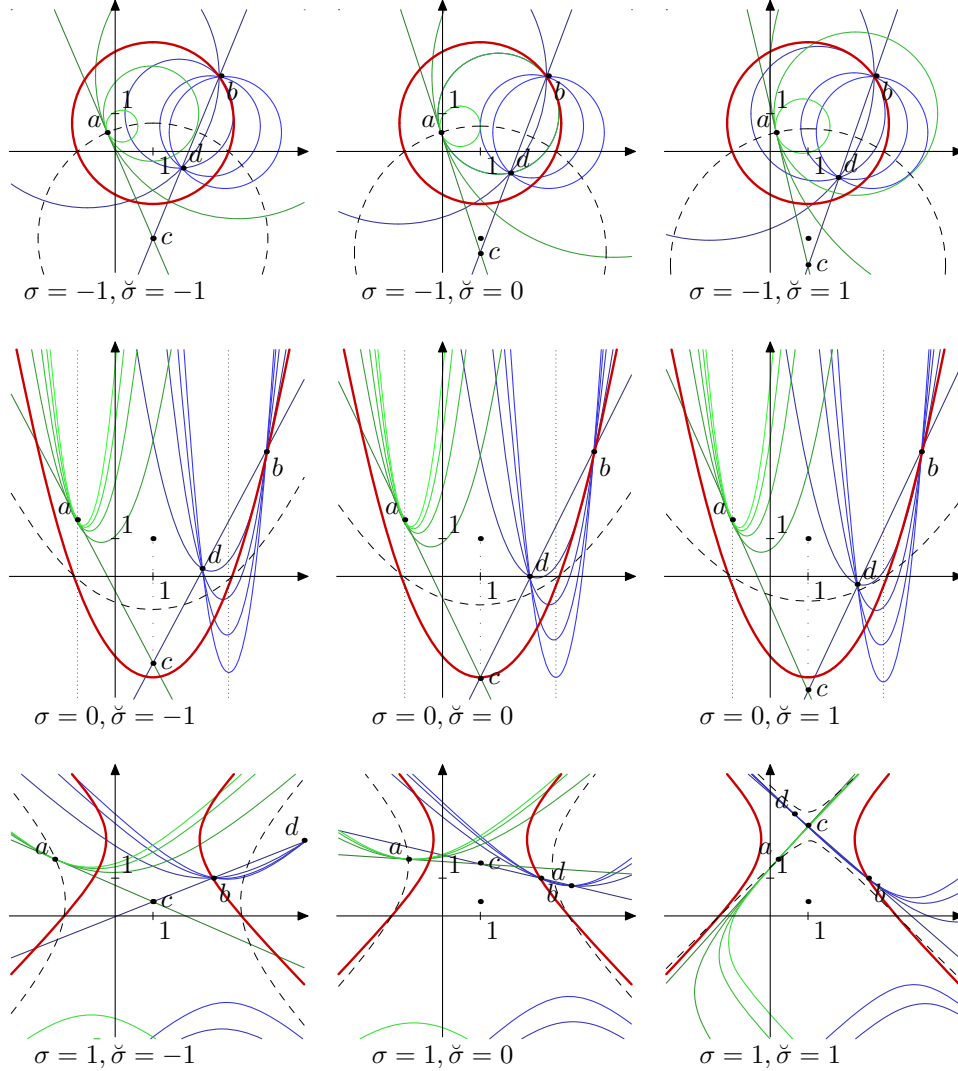 1 a b d 1 c
1 a b d 1 c
1 a b d 1 c
σ = −1, σ̆ = −1
σ = −1, σ̆ = 0
σ = −1, σ̆ = 1
a b 1 d 1 c
a b 1 d 1 c
a b 1 d 1 c
σ = 0, σ̆ = −1
σ = 0, σ̆ = 0
σ = 0, σ̆ = 1
d a 1 b c 1
a 1 c d b 1
d c a 1 b 1
σ = 1, σ̆ = −1
σ = 1, σ̆ = 0
σ = 1, σ̆ = 1